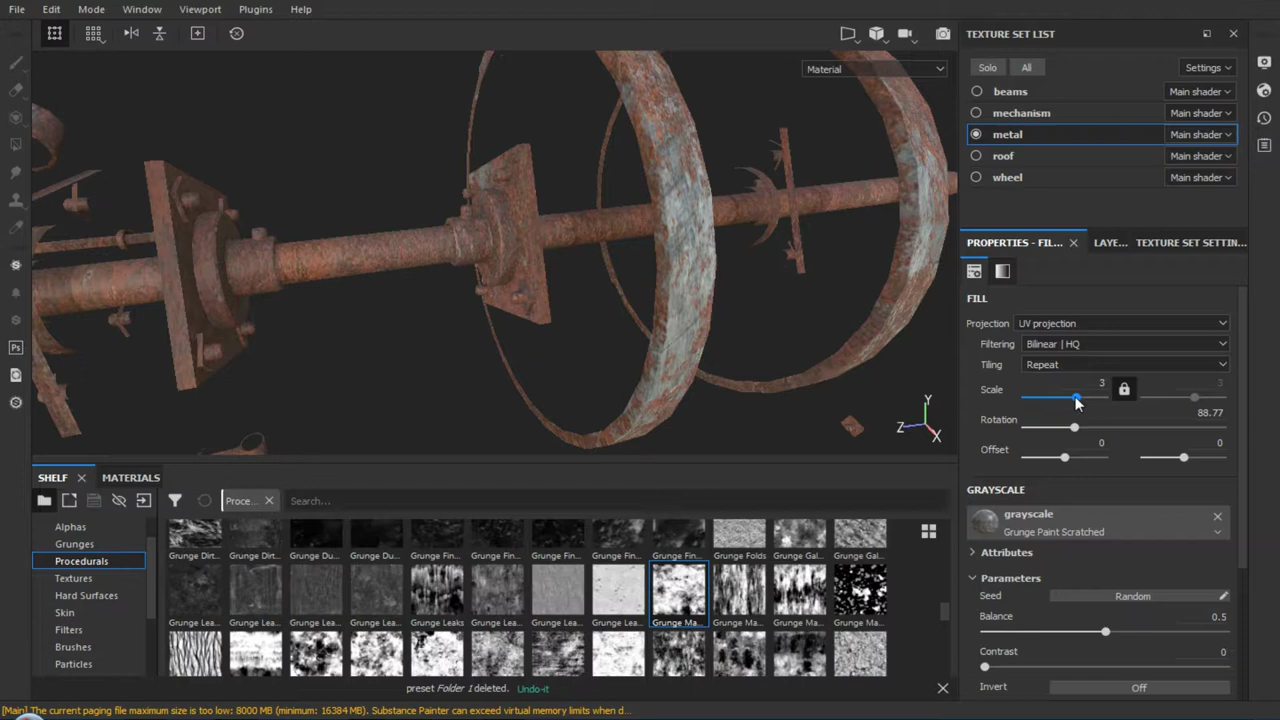 File Edit Mode Window Viewport Plugins Help
Material
TEXTURE SET LIST
Solo All Settings
beams Main shader
mechanism Main shader
metal Main shader
roof Main shader
wheel Main shader
PROPERTIES - FIL... LAYE... TEXTURE SET SETTIN...
FILL
Projection UV projection
Filtering Bilinear | HQ
Tiling Repeat
Scale 3 3
Rotation 88.77
Offset 0 0
GRAYSCALE
grayscale
Grunge Paint Scratched
Attributes
Parameters
Seed Random
Balance 0.5
Contrast 0
Invert Off
Y
Z
X
SHELF MATERIALS
Ps
Proce... Search...
Alphas
Grunges
Procedurals
Textures
Hard Surfaces
Skin
Filters
Brushes
Particles
Grunge Dirt... Grunge Dirt... Grunge Du... Grunge Du... Grunge Fin... Grunge Fin... Grunge Fin... Grunge Fin... Grunge Fin... Grunge Folds Grunge Gal... Grunge Gal...
Grunge Lea... Grunge Lea... Grunge Lea... Grunge Lea... Grunge Leaks Grunge Lea... Grunge Lea... Grunge Lea... Grunge Ma... Grunge Ma... Grunge Ma... Grunge Ma...
preset Folder 1 deleted. Undo-it
[Main] The current paging file maximum size is too low: 8000 MB (minimum: 16384 MB). Substance Painter can exceed virtual memory limits when d...